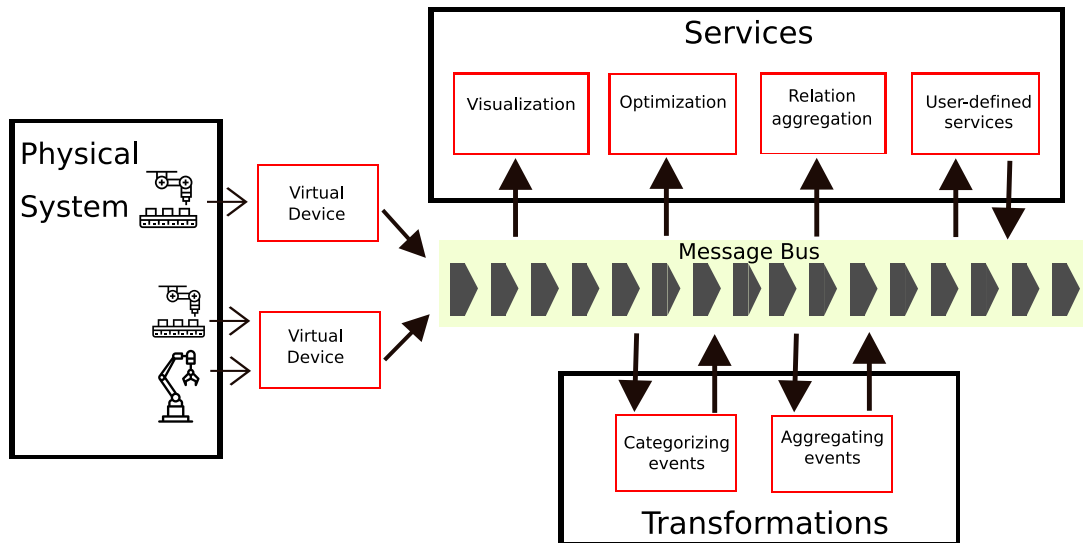 Services
Visualization
Optimization
Relation
aggregation
User-defined
services
Physical
System
Virtual
Device
Virtual
Device
Message Bus
Categorizing
events
Aggregating
events
Transformations